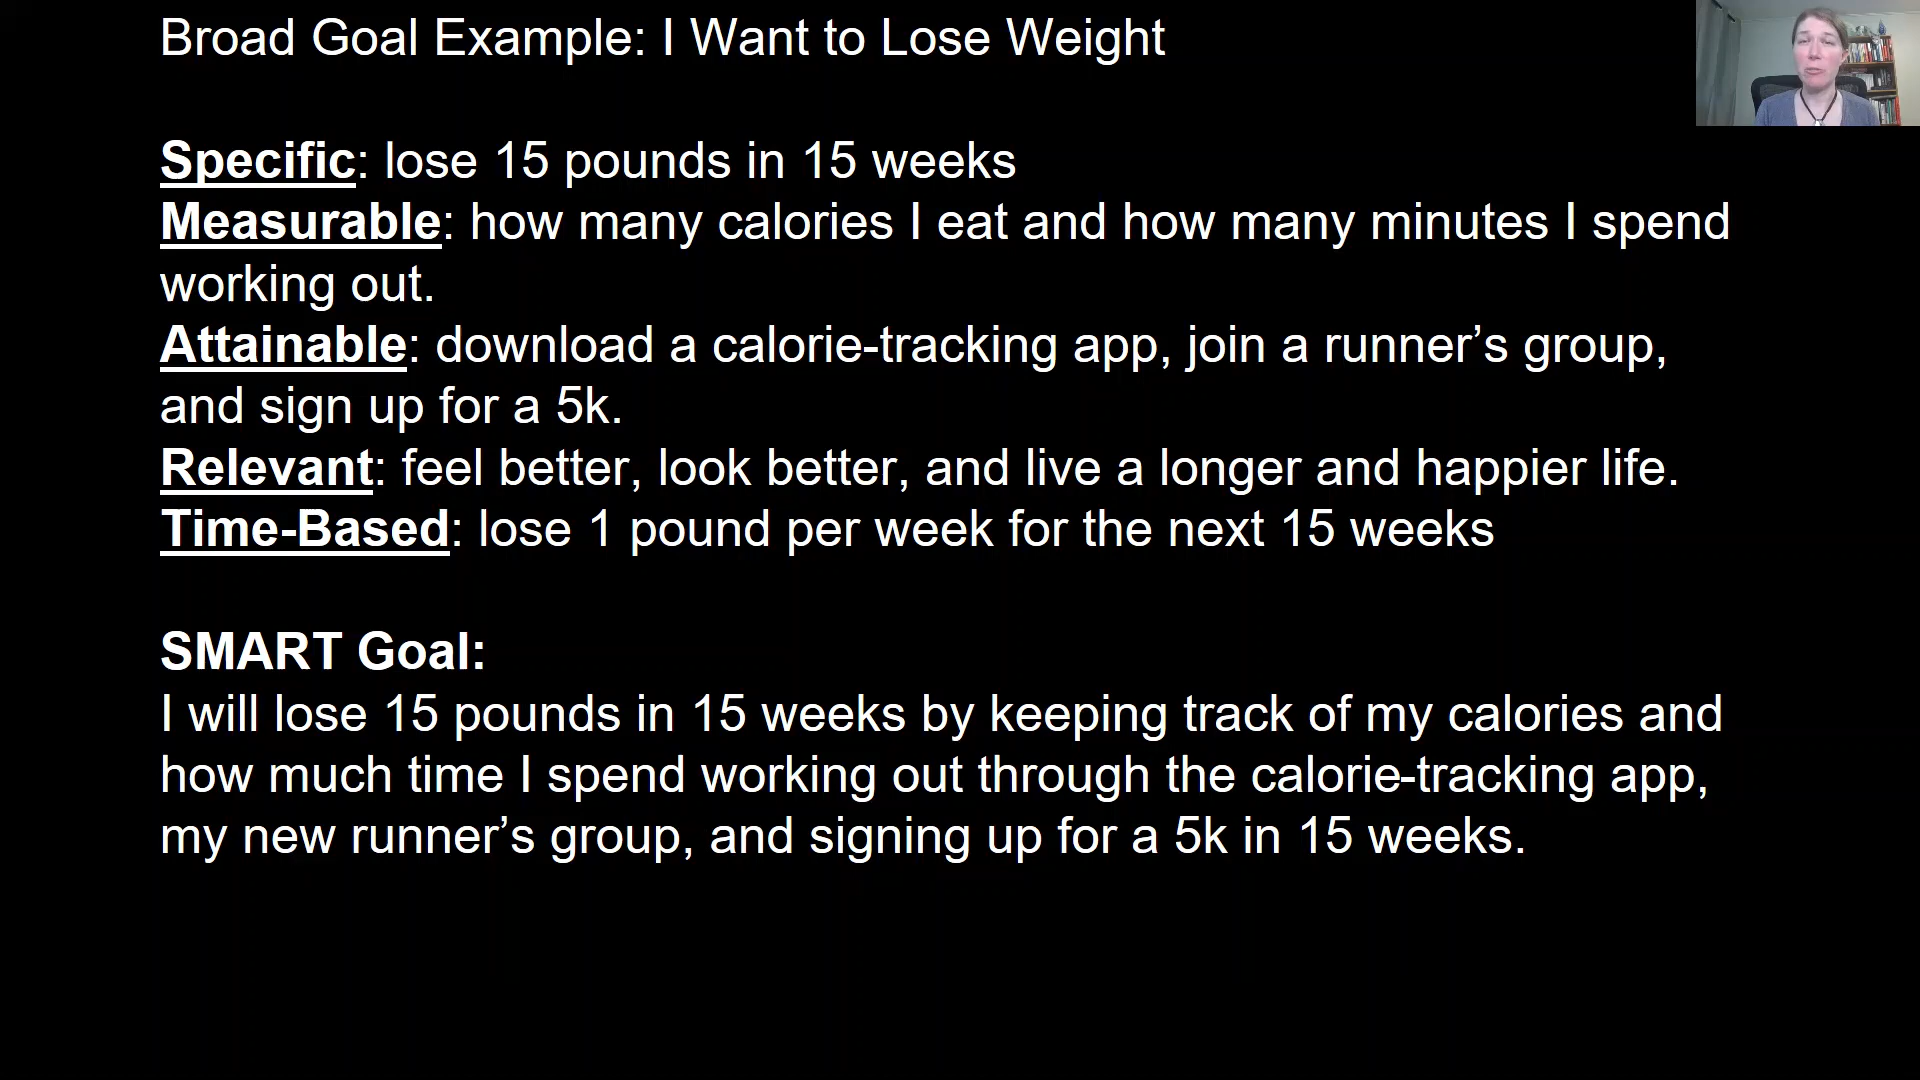 Broad Goal Example: I Want to Lose Weight
Specific: lose 15 pounds in 15 weeks
Measurable: how many calories I eat and how many minutes I spend
working out.
Attainable: download a calorie-tracking app, join a runner’s group,
and sign up for a 5k.
Relevant: feel better, look better, and live a longer and happier life.
Time-Based: lose 1 pound per week for the next 15 weeks
SMART Goal:
I will lose 15 pounds in 15 weeks by keeping track of my calories and
how much time I spend working out through the calorie-tracking app,
my new runner’s group, and signing up for a 5k in 15 weeks.